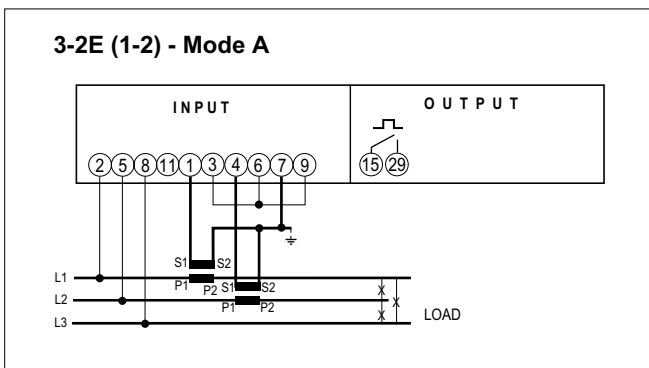 3-2E (1-2) - Mode A
INPUT OUTPUT
2 5 8 11 1 3 4 6 7 9 15 29
S1 S2
L1
P1 P2 S1 S2
L2
P1 P2
L3
X
X
X
LOAD